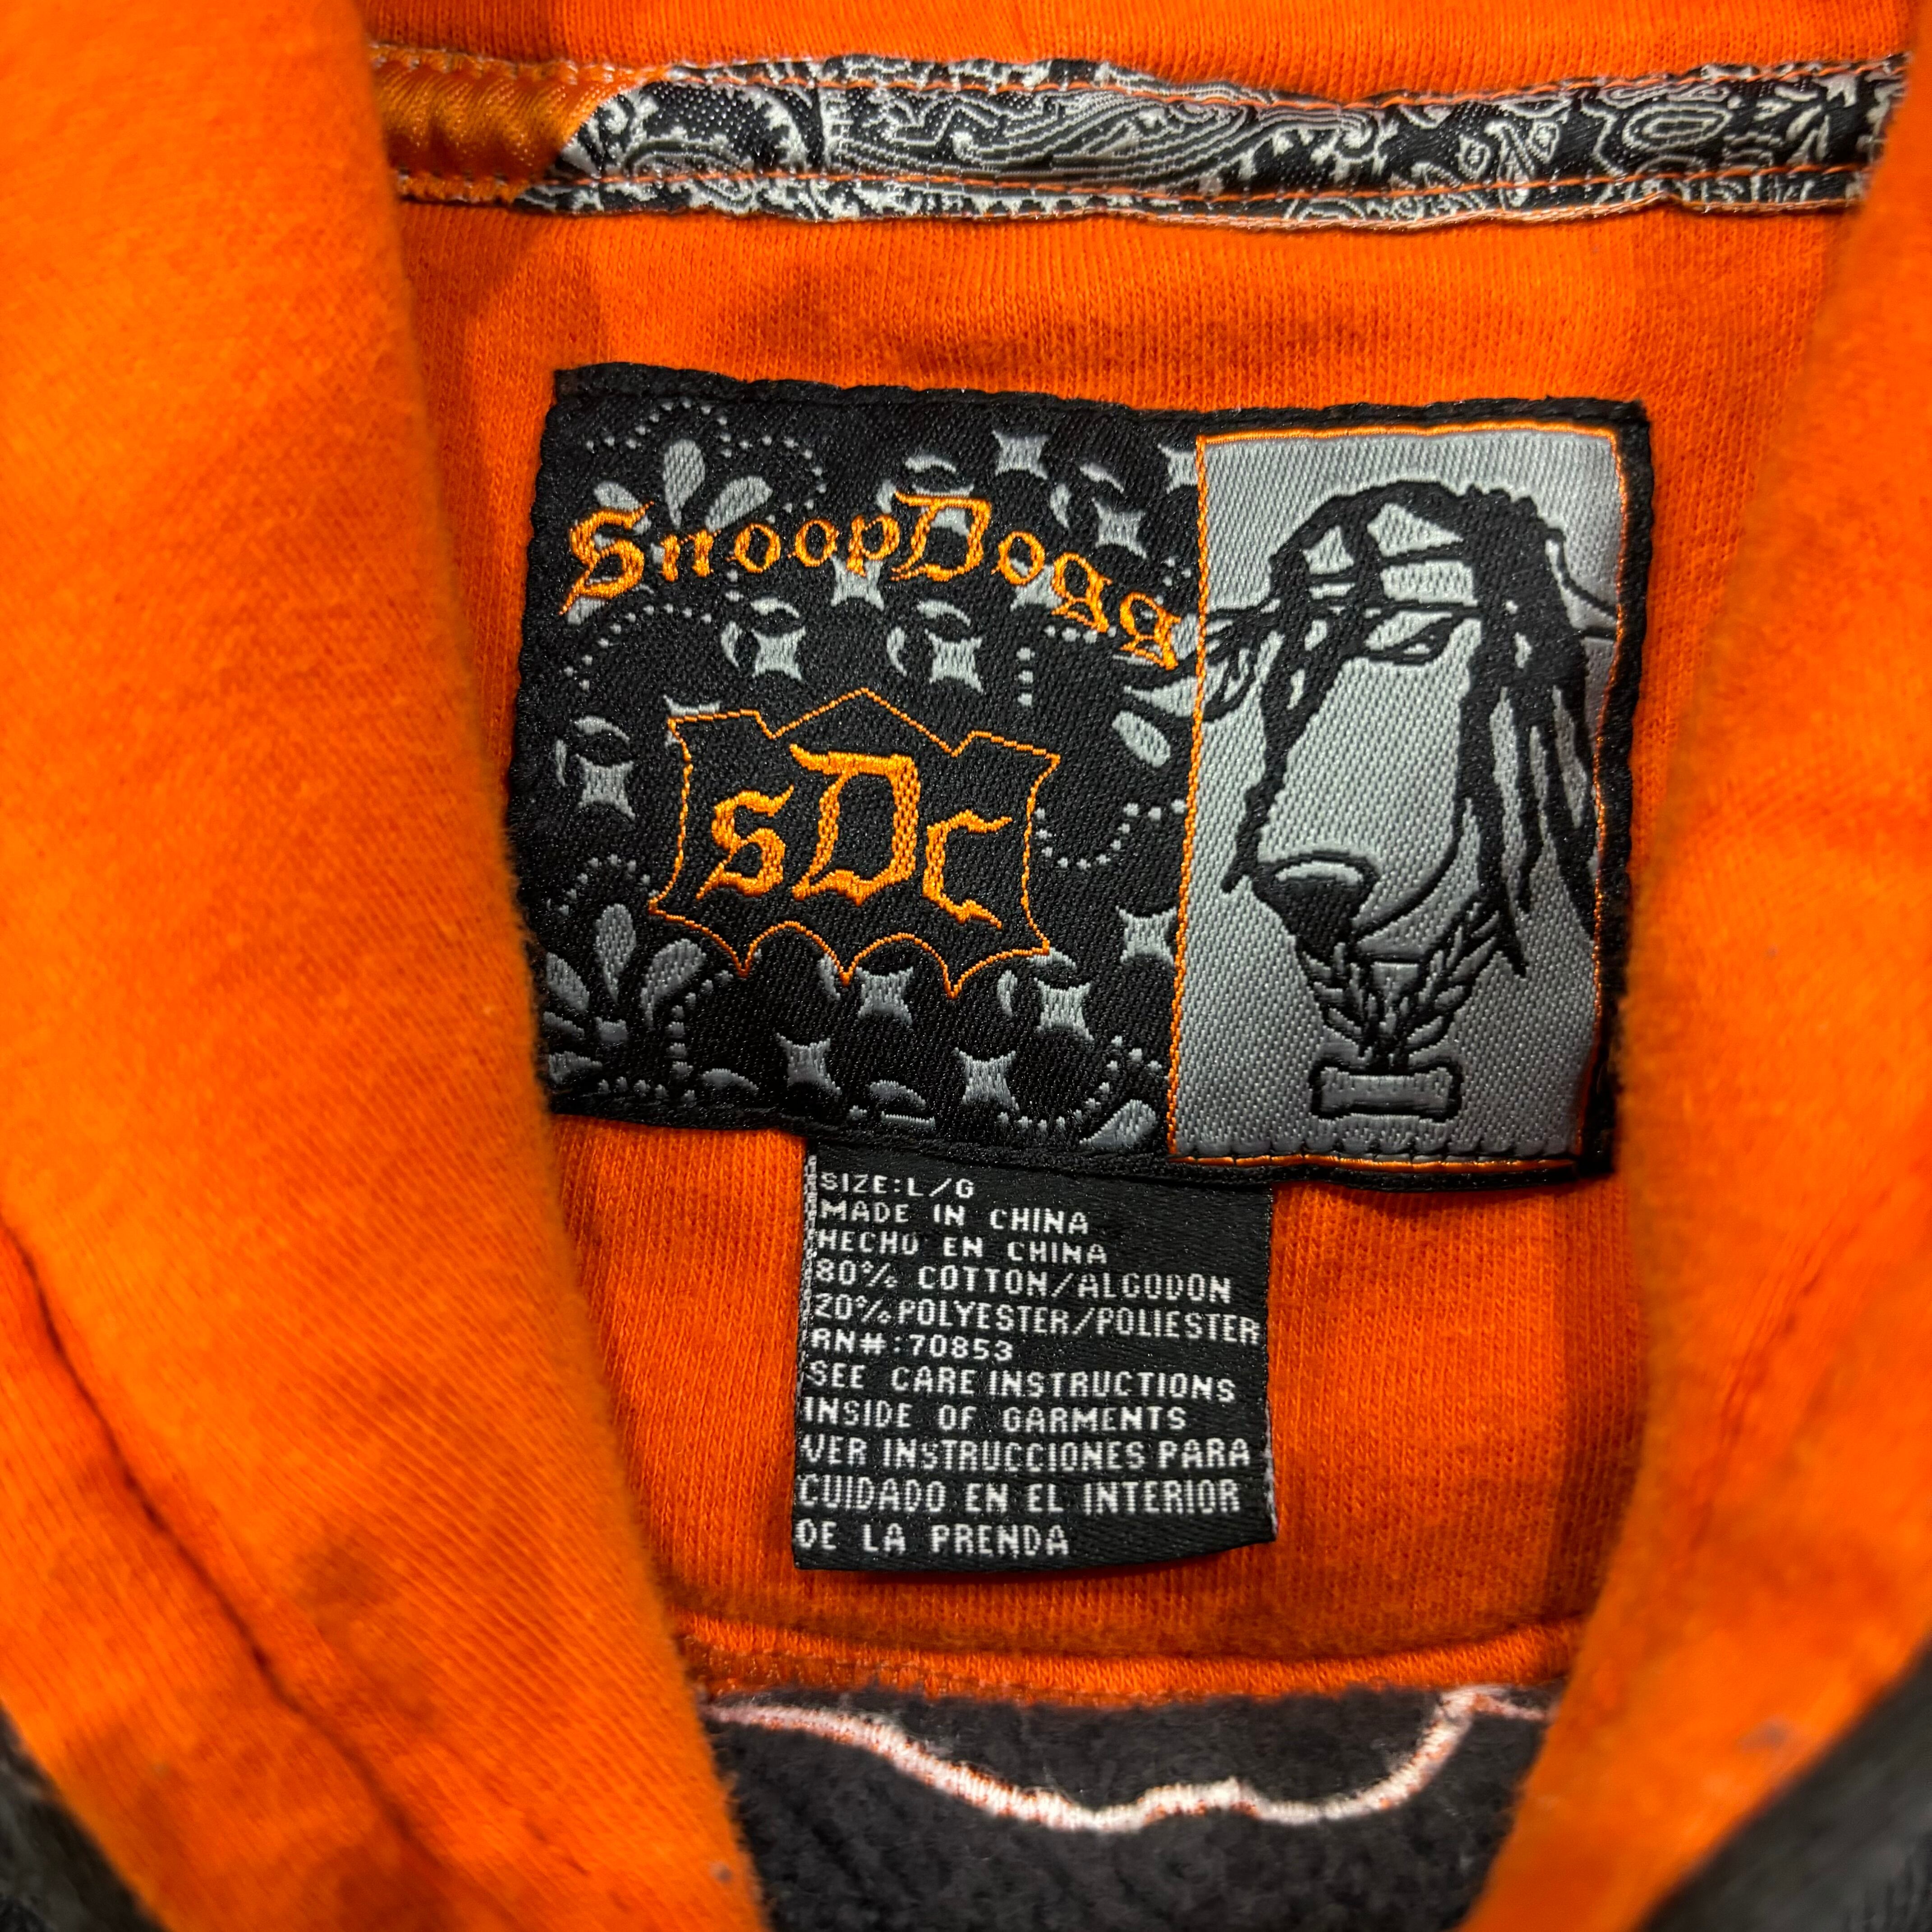 SnoopDogg
sDc
SIZE:L/G
MADE IN CHINA
HECHO EN CHINA
80% COTTON/ALGODON
20%POLYESTER/POLIESTER
RN#:70853
SEE CARE INSTRUCTIONS
INSIDE OF GARMENTS
VER INSTRUCCIONES PARA
CUIDADO EN EL INTERIOR
DE LA PRENDA